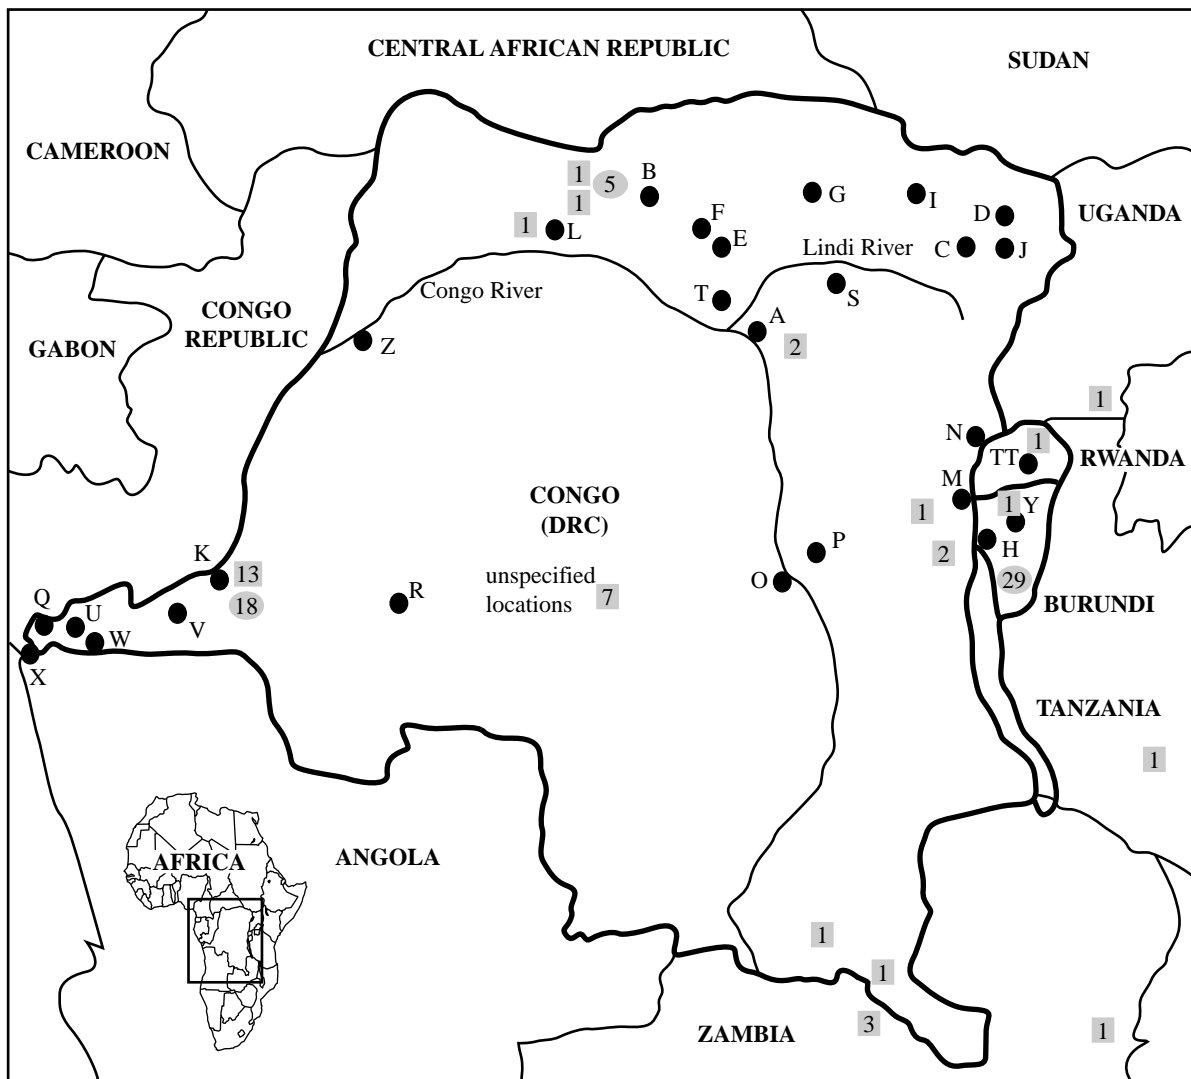 CENTRAL AFRICAN REPUBLIC
SUDAN
CAMEROON
1
5
B
G
I
D
UGANDA
1
1
L
F
E
Lindi River
C
J
Congo River
T
S
CONGO
REPUBLIC
A
2
Z
GABON
1
N
1
TT
RWANDA
M
CONGO
(DRC)
1
1
Y
P
2
H
K
13
18
unspecified
locations
7
R
O
29
BURUNDI
Q
U
V
W
X
TANZANIA
1
AFRICA
ANGOLA
1
1
3
ZAMBIA
1